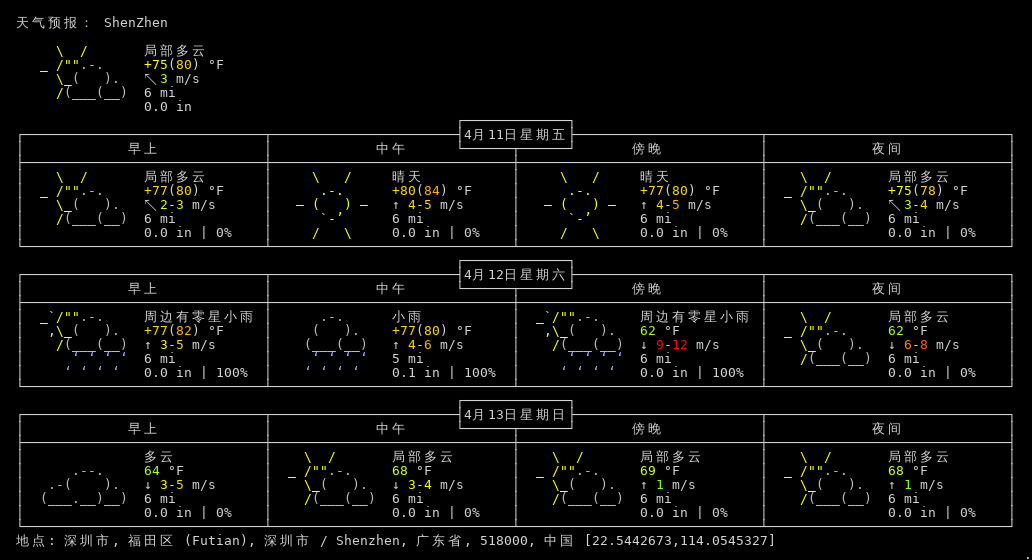 天气预报: ShenZhen
局部多云
+75(80) °F
↖ 3 m/s
6 mi
0.0 in
4月11日星期五
早上 中午 傍晚 夜间
局部多云 晴天 晴天 局部多云
+77(80) °F +80(84) °F +77(80) °F +75(78) °F
↖ 2-3 m/s ↑ 4-5 m/s ↑ 4-5 m/s ↖ 3-4 m/s
6 mi 6 mi 6 mi 6 mi
0.0 in | 0% 0.0 in | 0% 0.0 in | 0% 0.0 in | 0%
4月12日星期六
早上 中午 傍晚 夜间
周边有零星小雨 小雨 周边有零星小雨 局部多云
+77(82) °F +77(80) °F 62 °F 62 °F
↑ 3-5 m/s ↑ 4-6 m/s ↓ 9-12 m/s ↓ 6-8 m/s
6 mi 5 mi 6 mi 6 mi
0.0 in | 100% 0.1 in | 100% 0.0 in | 100% 0.0 in | 0%
4月13日星期日
早上 中午 傍晚 夜间
多云 局部多云 局部多云 局部多云
64 °F 68 °F 69 °F 68 °F
↓ 3-5 m/s ↓ 3-4 m/s ↑ 1 m/s ↑ 1 m/s
6 mi 6 mi 6 mi 6 mi
0.0 in | 0% 0.0 in | 0% 0.0 in | 0% 0.0 in | 0%
地点: 深圳市, 福田区 (Futian), 深圳市 / Shenzhen, 广东省, 518000, 中国 [22.5442673,114.0545327]